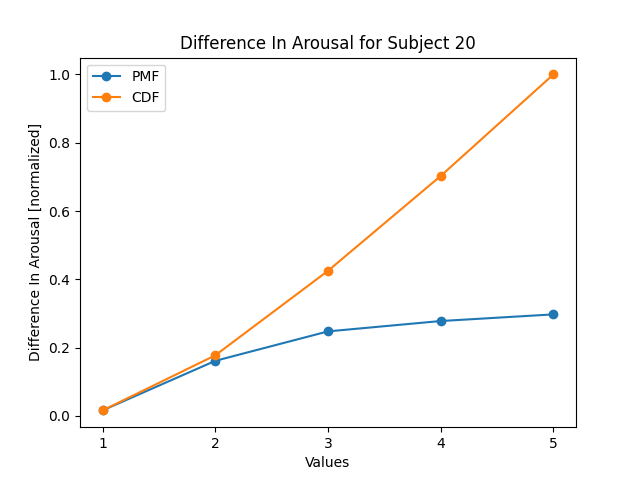 Difference In Arousal for Subject 20
PMF
CDF
Difference In Arousal [normalized]
1.0
0.8
0.6
0.4
0.2
0.0
1 2 3 4 5
Values